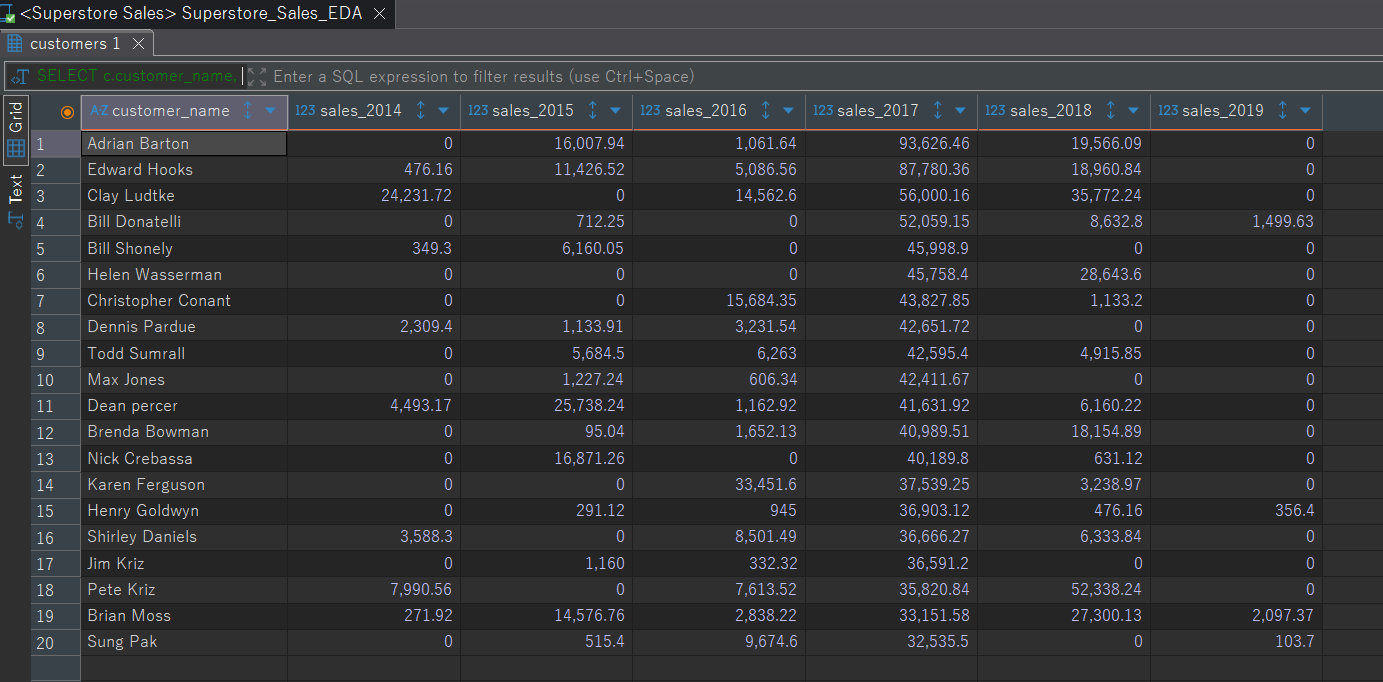 <Superstore Sales> Superstore_Sales_EDA
customers 1
SELECT c.customer_name, Enter a SQL expression to filter results (use Ctrl+Space)
Grid
Text
AZ customer_name 123 sales_2014 123 sales_2015 123 sales_2016 123 sales_2017 123 sales_2018 123 sales_2019
1 Adrian Barton 0 16,007.94 1,061.64 93,626.46 19,566.09 0
2 Edward Hooks 476.16 11,426.52 5,086.56 87,780.36 18,960.84 0
3 Clay Ludtke 24,231.72 0 14,562.6 56,000.16 35,772.24 0
4 Bill Donatelli 0 712.25 0 52,059.15 8,632.8 1,499.63
5 Bill Shonely 349.3 6,160.05 0 45,998.9 0 0
6 Helen Wasserman 0 0 0 45,758.4 28,643.6 0
7 Christopher Conant 0 0 15,684.35 43,827.85 1,133.2 0
8 Dennis Pardue 2,309.4 1,133.91 3,231.54 42,651.72 0 0
9 Todd Sumrall 0 5,684.5 6,263 42,595.4 4,915.85 0
10 Max Jones 0 1,227.24 606.34 42,411.67 0 0
11 Dean percer 4,493.17 25,738.24 1,162.92 41,631.92 6,160.22 0
12 Brenda Bowman 0 95.04 1,652.13 40,989.51 18,154.89 0
13 Nick Crebassa 0 16,871.26 0 40,189.8 631.12 0
14 Karen Ferguson 0 0 33,451.6 37,539.25 3,238.97 0
15 Henry Goldwyn 0 291.12 945 36,903.12 476.16 356.4
16 Shirley Daniels 3,588.3 0 8,501.49 36,666.27 6,333.84 0
17 Jim Kriz 0 1,160 332.32 36,591.2 0 0
18 Pete Kriz 7,990.56 0 7,613.52 35,820.84 52,338.24 0
19 Brian Moss 271.92 14,576.76 2,838.22 33,151.58 27,300.13 2,097.37
20 Sung Pak 0 515.4 9,674.6 32,535.5 0 103.7